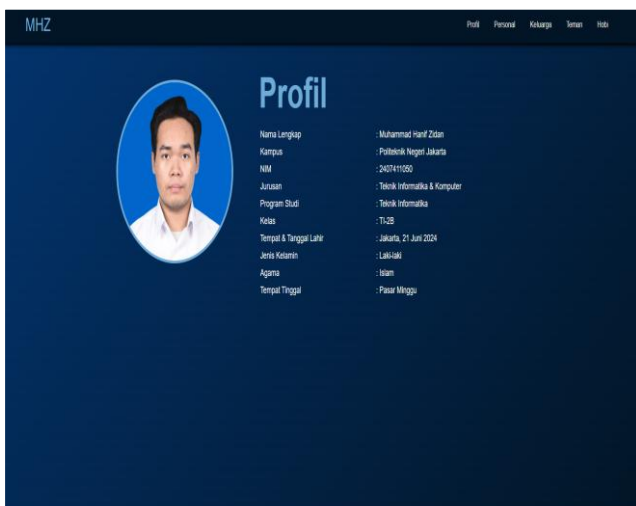 MHZ
Profil Personal Keluarga Teman Hobi
Profil
Nama Lengkap : Muhammad Hanif Zidan
Kampus : Politeknik Negeri Jakarta
NIM : 2407411050
Jurusan : Teknik Informatika & Komputer
Program Studi : Teknik Informatika
Kelas : TI-2B
Tempat & Tanggal Lahir : Jakarta, 21 Juni 2024
Jenis Kelamin : Laki-laki
Agama : Islam
Tempat Tinggal : Pasar Minggu